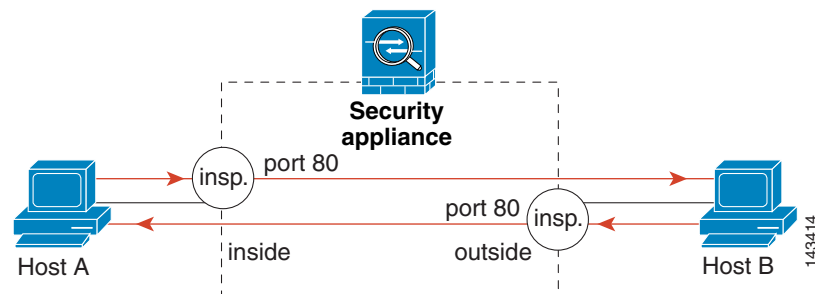 Security
appliance
insp.
port 80
port 80
insp.
inside
outside
Host A
Host B
143414